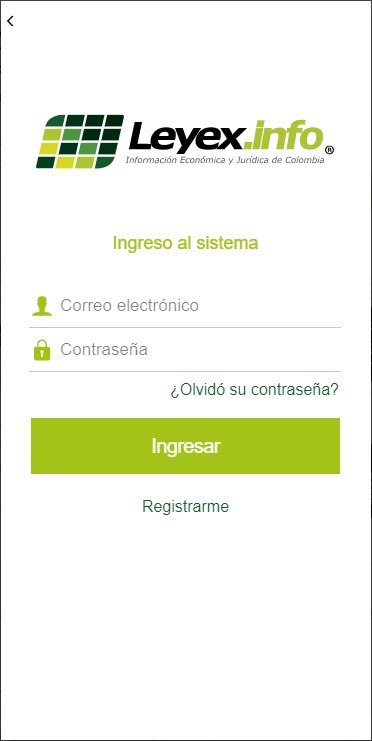 Leyex.info®
Información Económica y Jurídica de Colombia
Ingreso al sistema
Correo electrónico
Contraseña
¿Olvidó su contraseña?
Ingresar
Registrarme